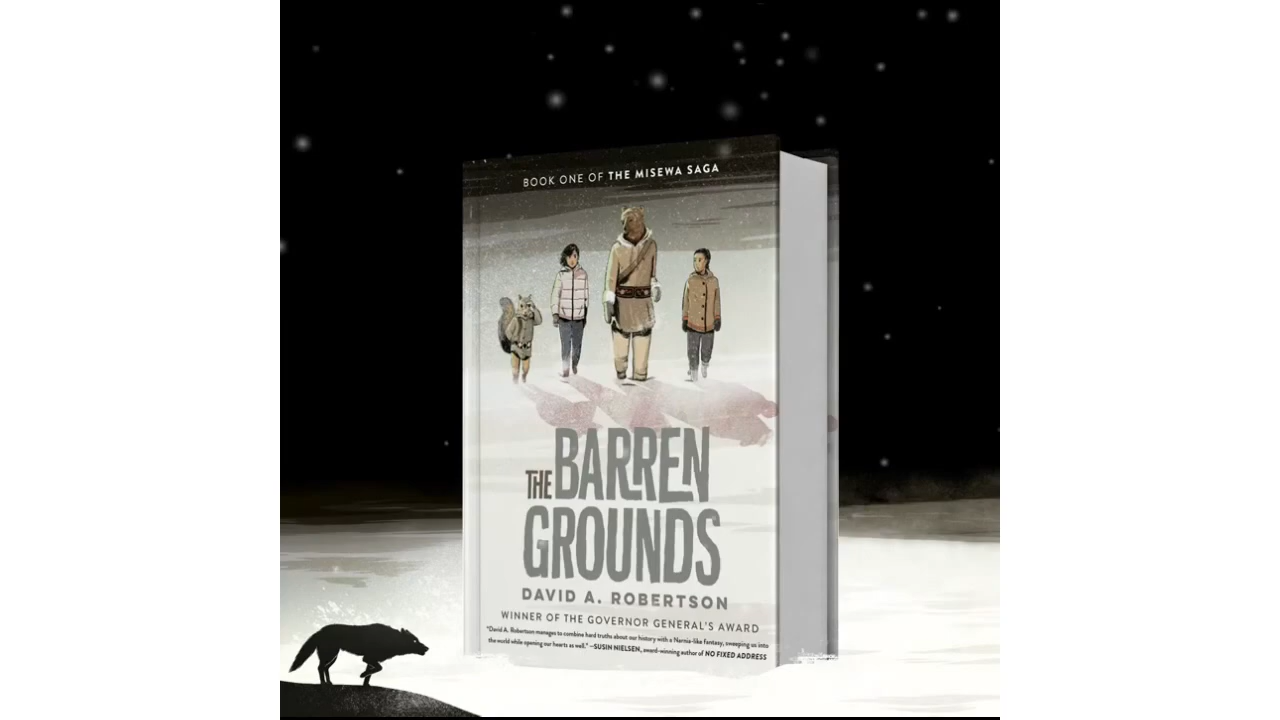 BOOK ONE OF THE MISEWA SAGA
THE BARREN
GROUNDS
DAVID A. ROBERTSON
WINNER OF THE GOVERNOR GENERAL'S AWARD
"David A. Robertson manages to combine hard truths about our history with a Narnia-like fantasy, sweeping us into
the world while opening our hearts as well." —SUSIN NIELSEN, award-winning author of NO FIXED ADDRESS